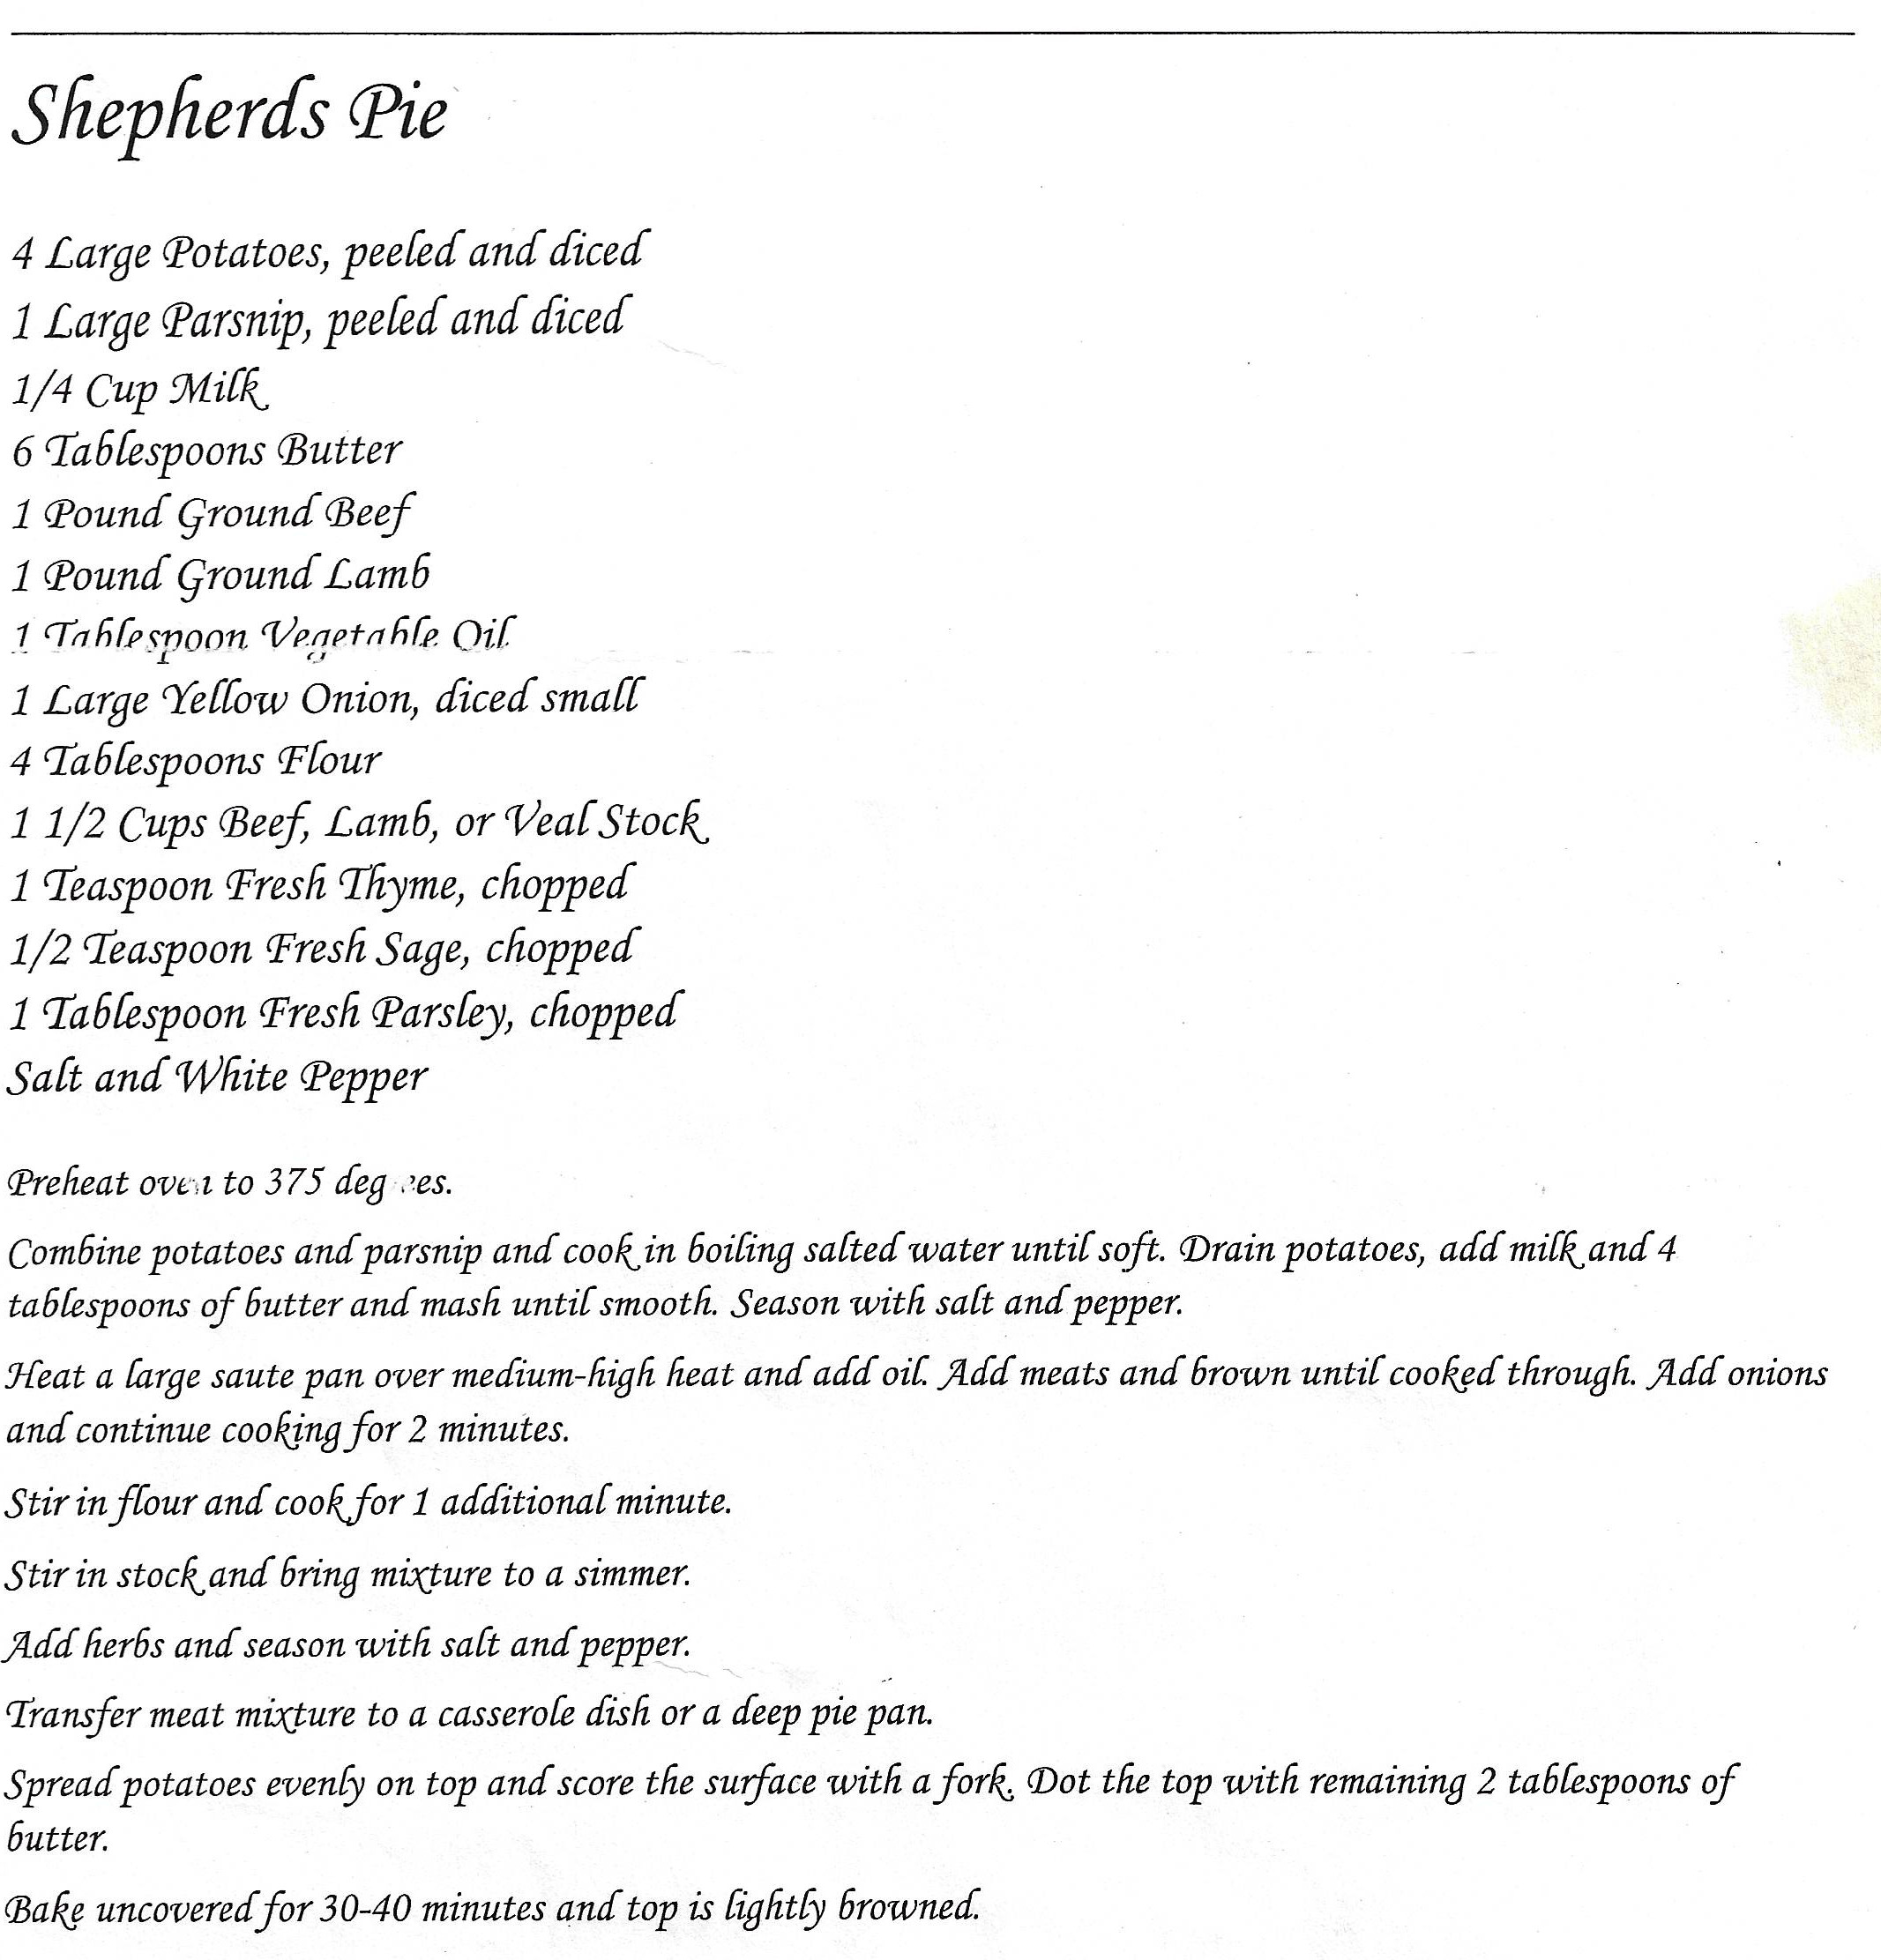 Shepherds Pie
4 Large Potatoes, peeled and diced
1 Large Parsnip, peeled and diced
1/4 Cup Milk
6 Tablespoons Butter
1 Pound Ground Beef
1 Pound Ground Lamb
1 Tablespoon Vegetable Oil
1 Large Yellow Onion, diced small
4 Tablespoons Flour
1 1/2 Cups Beef, Lamb, or Veal Stock
1 Teaspoon Fresh Thyme, chopped
1/2 Teaspoon Fresh Sage, chopped
1 Tablespoon Fresh Parsley, chopped
Salt and White Pepper
Preheat oven to 375 degrees.
Combine potatoes and parsnip and cook in boiling salted water until soft. Drain potatoes, add milk and 4
tablespoons of butter and mash until smooth. Season with salt and pepper.
Heat a large saute pan over medium-high heat and add oil. Add meats and brown until cooked through. Add onions
and continue cooking for 2 minutes.
Stir in flour and cook for 1 additional minute.
Stir in stock and bring mixture to a simmer.
Add herbs and season with salt and pepper.
Transfer meat mixture to a casserole dish or a deep pie pan.
Spread potatoes evenly on top and score the surface with a fork. Dot the top with remaining 2 tablespoons of
butter.
Bake uncovered for 30-40 minutes and top is lightly browned.